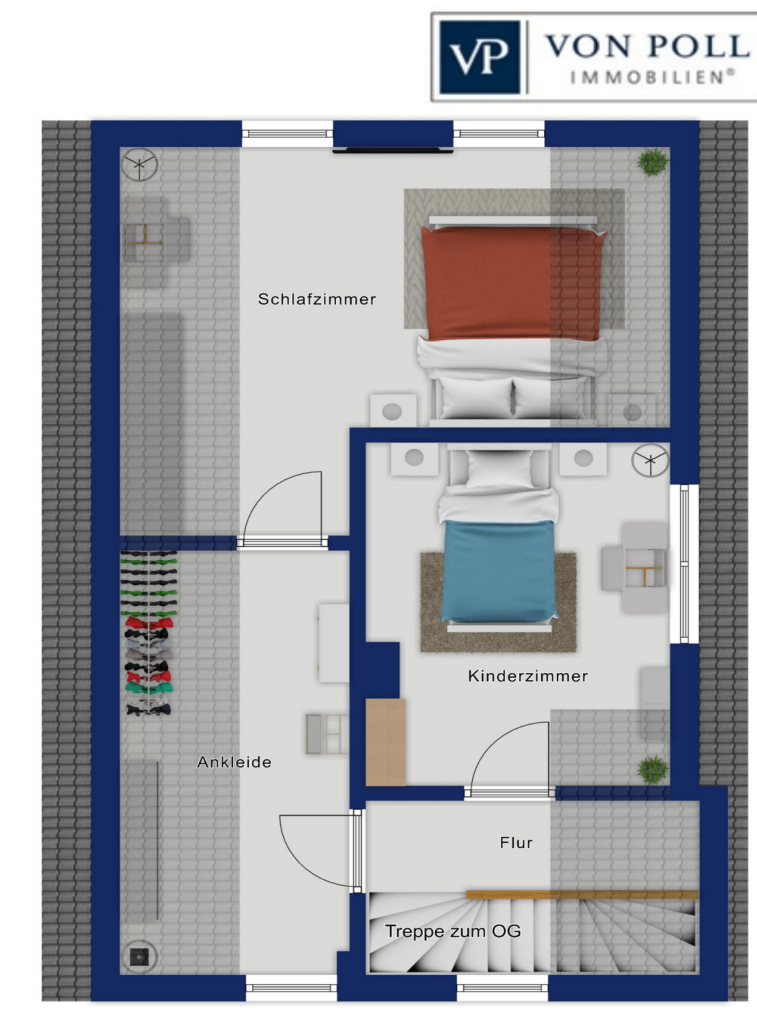 VP
VON POLL
IMMOBILIEN®
Schlafzimmer
Kinderzimmer
Ankleide
Flur
Treppe zum OG